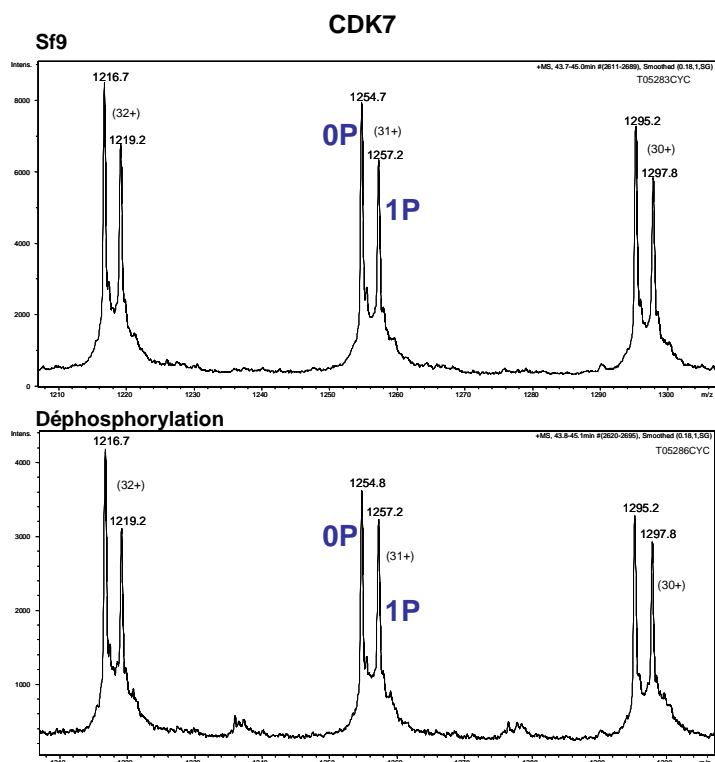 CDK7
Sf9
Intens.
+MS, 43.7-45.0min #(2611-2689), Smoothed (0.18,1,SG)
T05283CYC
1216.7
(32+)
1219.2
1254.7
0P
(31+)
1257.2
1P
1295.2
(30+)
1297.8
8000
6000
4000
2000
0
1210 1220 1230 1240 1250 1260 1270 1280 1290 1300 m/z
Déphosphorylation
Intens.
+MS, 43.8-45.1min #(2620-2695), Smoothed (0.18,1,SG)
T05286CYC
1216.7
(32+)
1219.2
1254.8
0P
1257.2
(31+)
1P
1295.2
1297.8
(30+)
4000
3000
2000
1000